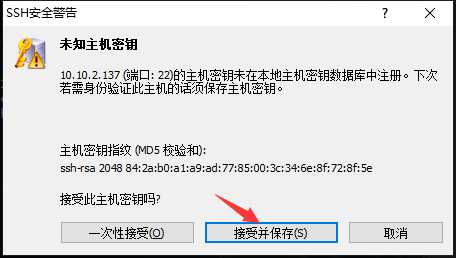 SSH安全警告
未知主机密钥
10.10.2.137 (端口: 22)的主机密钥未在本地主机密钥数据库中注册。下次
若需身份验证此主机的话须保存主机密钥。
主机密钥指纹 (MD5 校验和):
ssh-rsa 2048 84:2a:b0:a1:a9:ad:77:85:00:3c:34:6e:8f:72:8f:5e
接受此主机密钥吗?
一次性接受(O)
接受并保存(S)
取消